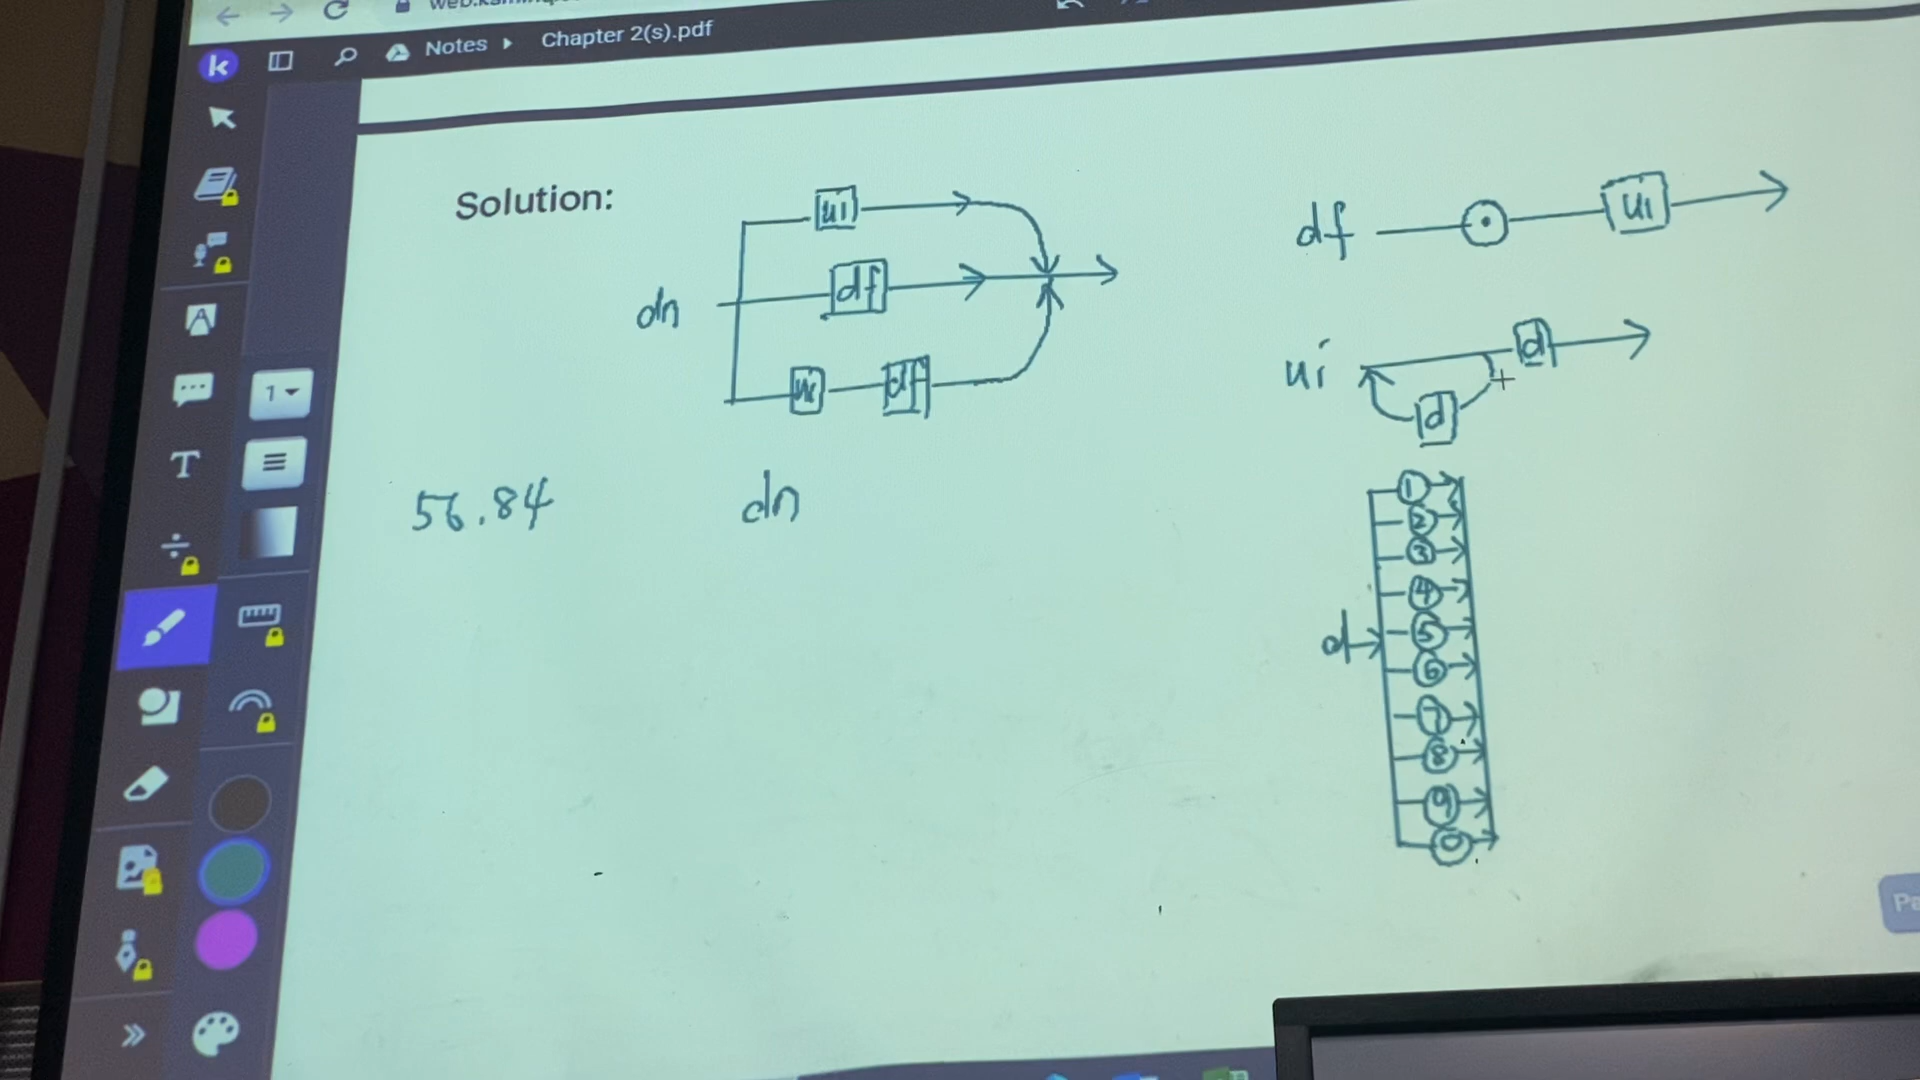 Notes ▸ Chapter 2(s).pdf
k
Solution:
dn
ui
df
ui df
df
.
ui
ui
d
d
d
1
2
3
4
5
6
7
8
9
0
56.84
dn
1
T